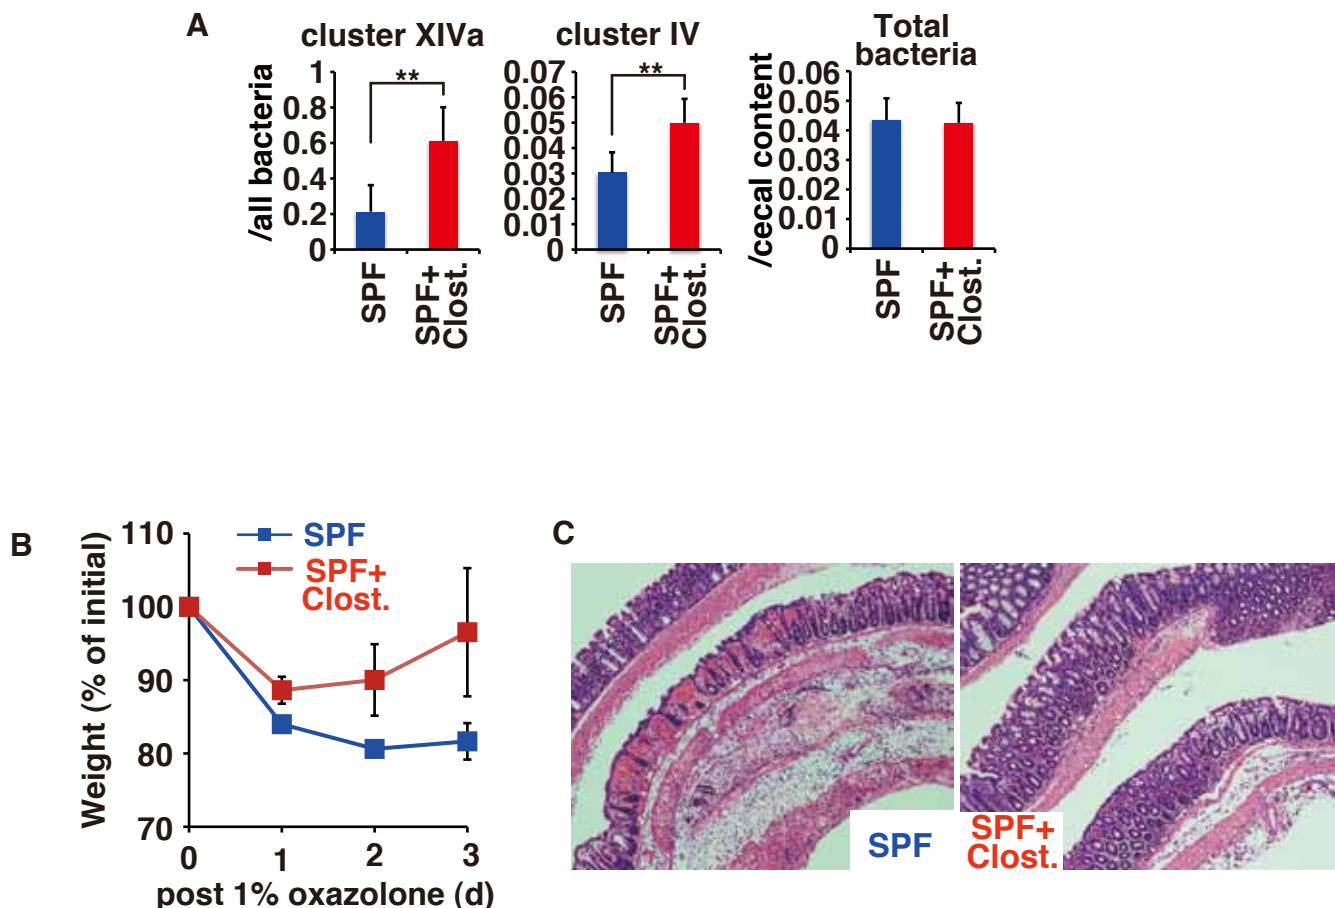 A
cluster XIVa
/all bacteria
1
0.8
0.6
0.4
0.2
0
**
SPF
SPF+
Clost.
cluster IV
0.07
0.06
0.05
0.04
0.03
0.02
0.01
0
**
SPF
SPF+
Clost.
Total
bacteria
/cecal content
0.06
0.05
0.04
0.03
0.02
0.01
0
SPF
SPF+
Clost.
B
Weight (% of initial)
110
100
90
80
70
SPF
SPF+
Clost.
0 1 2 3
post 1% oxazolone (d)
C
SPF
SPF+
Clost.